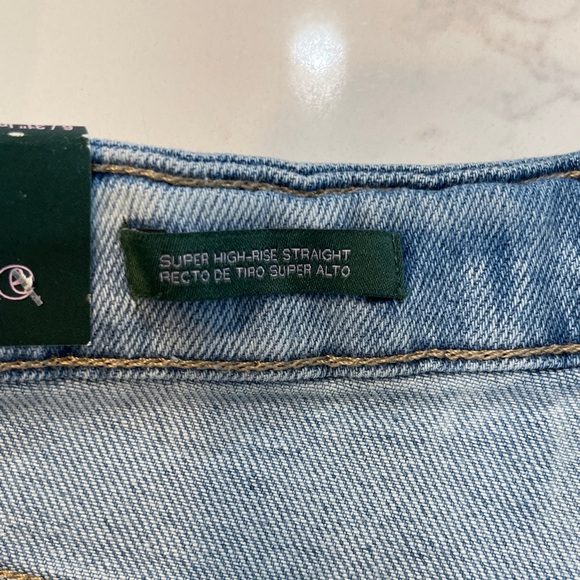 SUPER HIGH-RISE STRAIGHT
RECTO DE TIRO SUPER ALTO